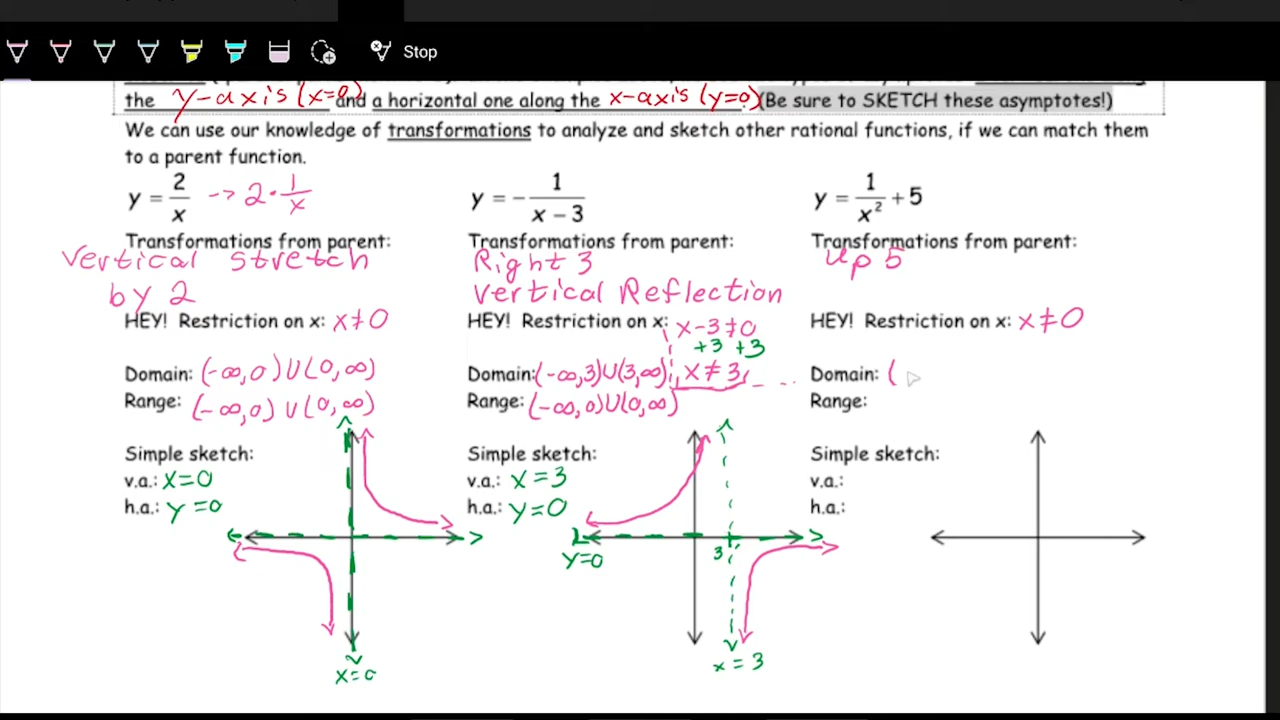 Stop
the y-axis (x=0) and a horizontal one along the x-axis (y=0) (Be sure to SKETCH these asymptotes!)
We can use our knowledge of transformations to analyze and sketch other rational functions, if we can match them
to a parent function.
y = 2/x → 2 · 1/x
Transformations from parent:
Vertical Stretch
by 2
HEY! Restriction on x: x≠0
Domain: (-∞,0)∪(0,∞)
Range: (-∞,0)∪(0,∞)
Simple sketch:
v.a.: x=0
h.a.: y=0
x=0
y = - 1/(x - 3)
Transformations from parent:
Right 3
Vertical Reflection
HEY! Restriction on x: x-3≠0
+3 +3
x≠3
Domain: (-∞,3)∪(3,∞)
Range: (-∞,0)∪(0,∞)
Simple sketch:
v.a.: x=3
h.a.: y=0
y=0
3
x=3
y = 1/x² + 5
Transformations from parent:
up 5
HEY! Restriction on x: x≠0
Domain: (
Range:
Simple sketch:
v.a.:
h.a.: